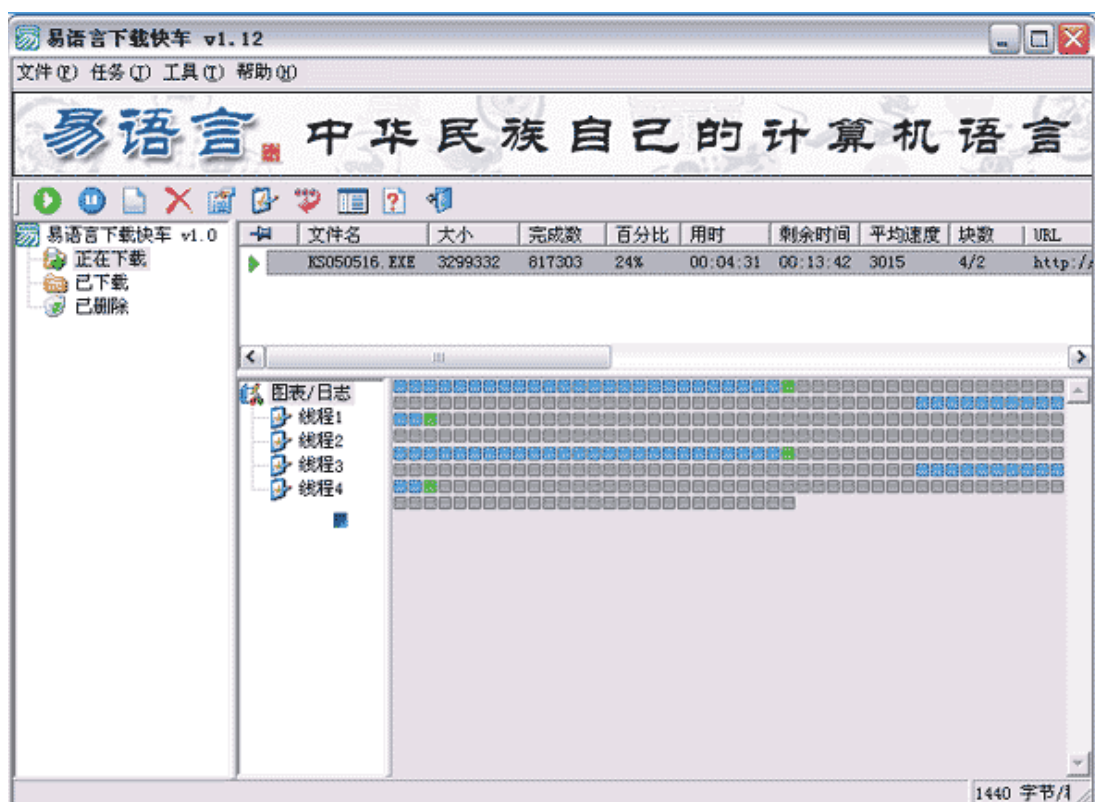 易语言下载快车 v1.12
文件(F) 任务(J) 工具(T) 帮助(H)
易语言 中华民族自己的计算机语言
易语言下载快车 v1.0
正在下载
已下载
已删除
文件名 大小 完成数 百分比 用时 剩余时间 平均速度 块数 URL
KS050516.EXE 3299332 817303 24% 00:04:31 00:13:42 3015 4/2 http:/
图表/日志
线程1
线程2
线程3
线程4
1440 字节/